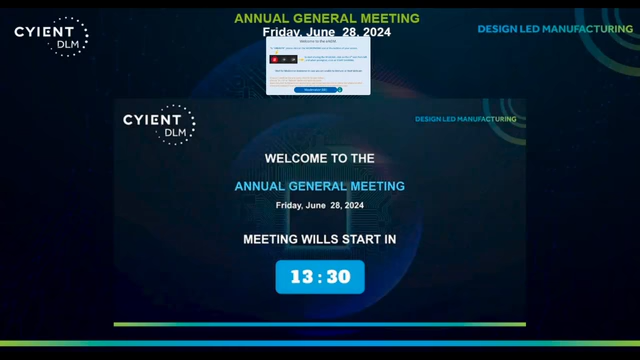 CYIENT
DLM
ANNUAL GENERAL MEETING
Friday, June 28, 2024
DESIGN LED MANUFACTURING
CYIENT
DLM
DESIGN LED MANUFACTURING
WELCOME TO THE
ANNUAL GENERAL MEETING
Friday, June 28, 2024
MEETING WILLS START IN
13:30